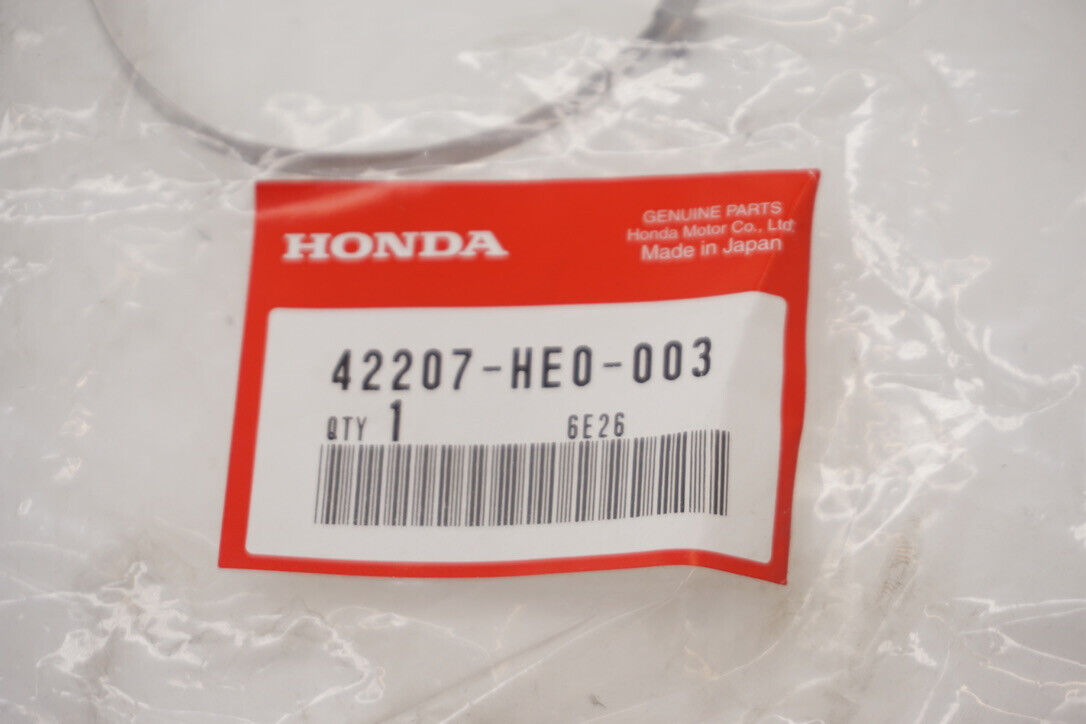 HONDA
GENUINE PARTS
Honda Motor Co., Ltd.
Made in Japan
42207-HE0-003
QTY 1 6E26